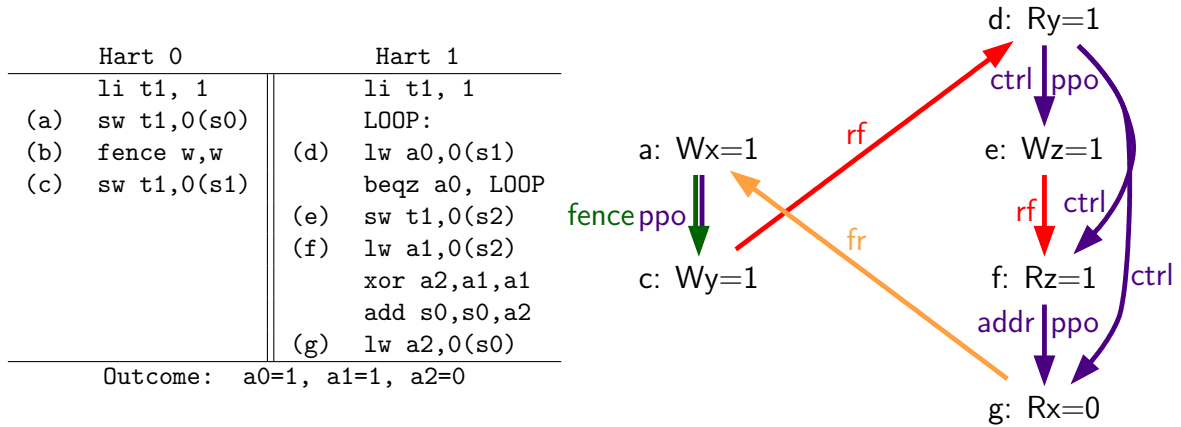 Hart 0 Hart 1
li t1, 1 li t1, 1
(a) sw t1,0(s0) LOOP:
(b) fence w,w (d) lw a0,0(s1)
(c) sw t1,0(s1) beqz a0, LOOP
(e) sw t1,0(s2)
(f) lw a1,0(s2)
xor a2,a1,a1
add s0,s0,a2
(g) lw a2,0(s0)
Outcome: a0=1, a1=1, a2=0
d: Ry=1
ctrl ppo
rf
a: Wx=1 e: Wz=1
fence ppo
rf ctrl
fr
c: Wy=1 f: Rz=1
ctrl
addr ppo
g: Rx=0